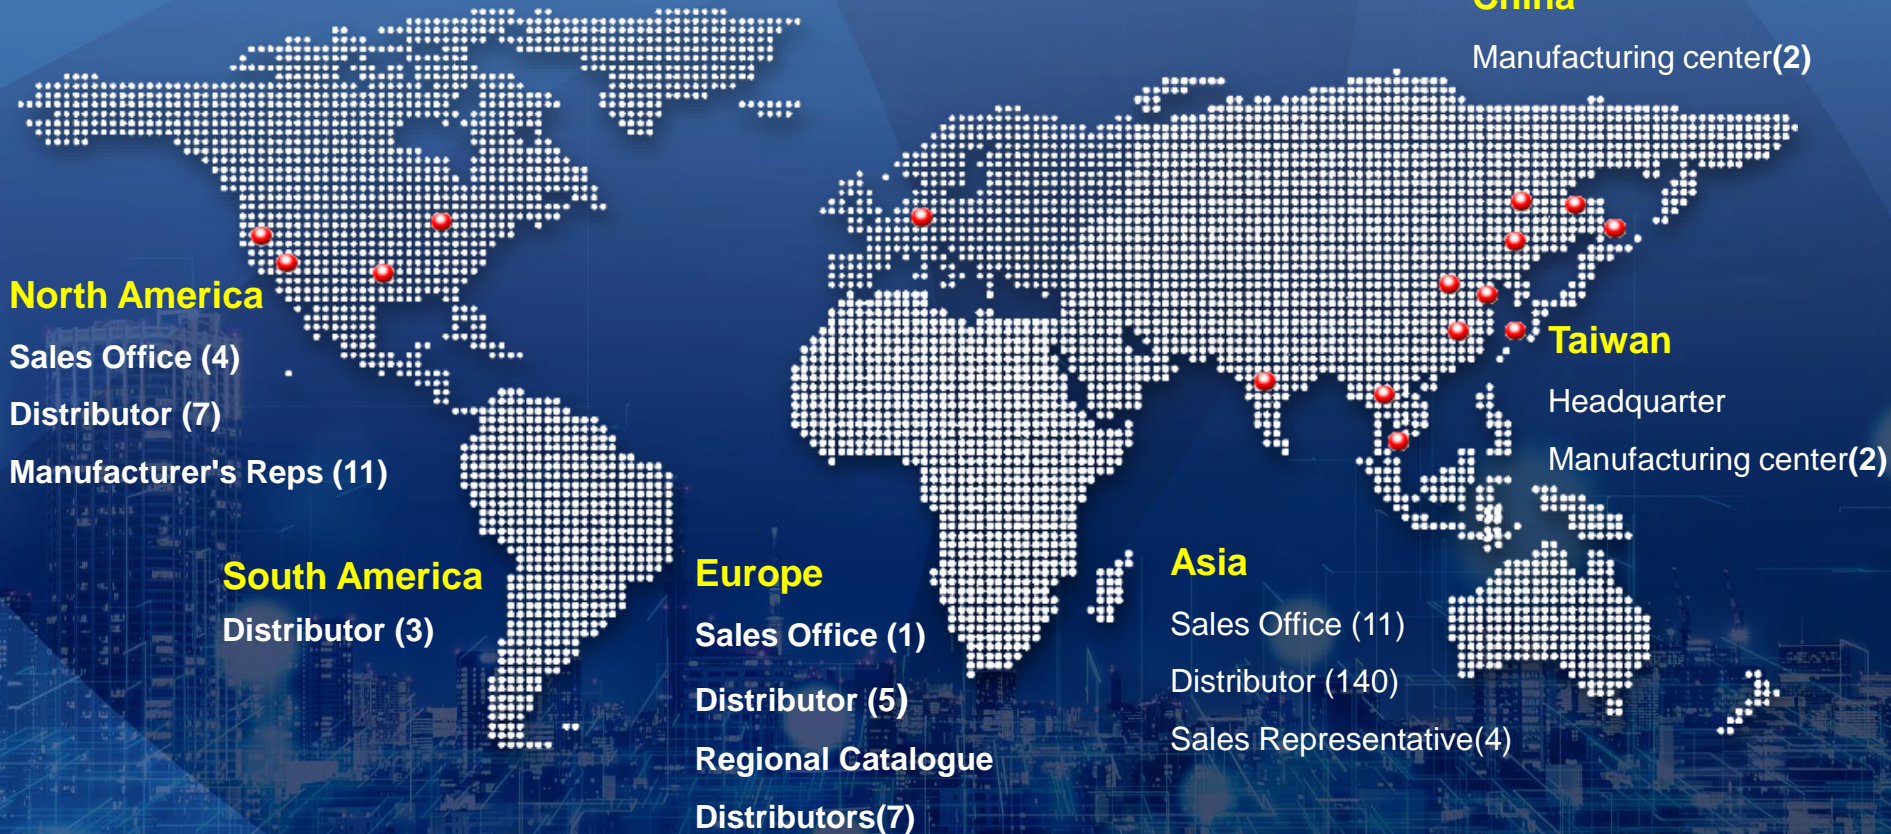 China
Manufacturing center(2)
North America
Sales Office (4)
Distributor (7)
Manufacturer's Reps (11)
Taiwan
Headquarter
Manufacturing center(2)
South America
Distributor (3)
Europe
Sales Office (1)
Distributor (5)
Regional Catalogue
Distributors(7)
Asia
Sales Office (11)
Distributor (140)
Sales Representative(4)